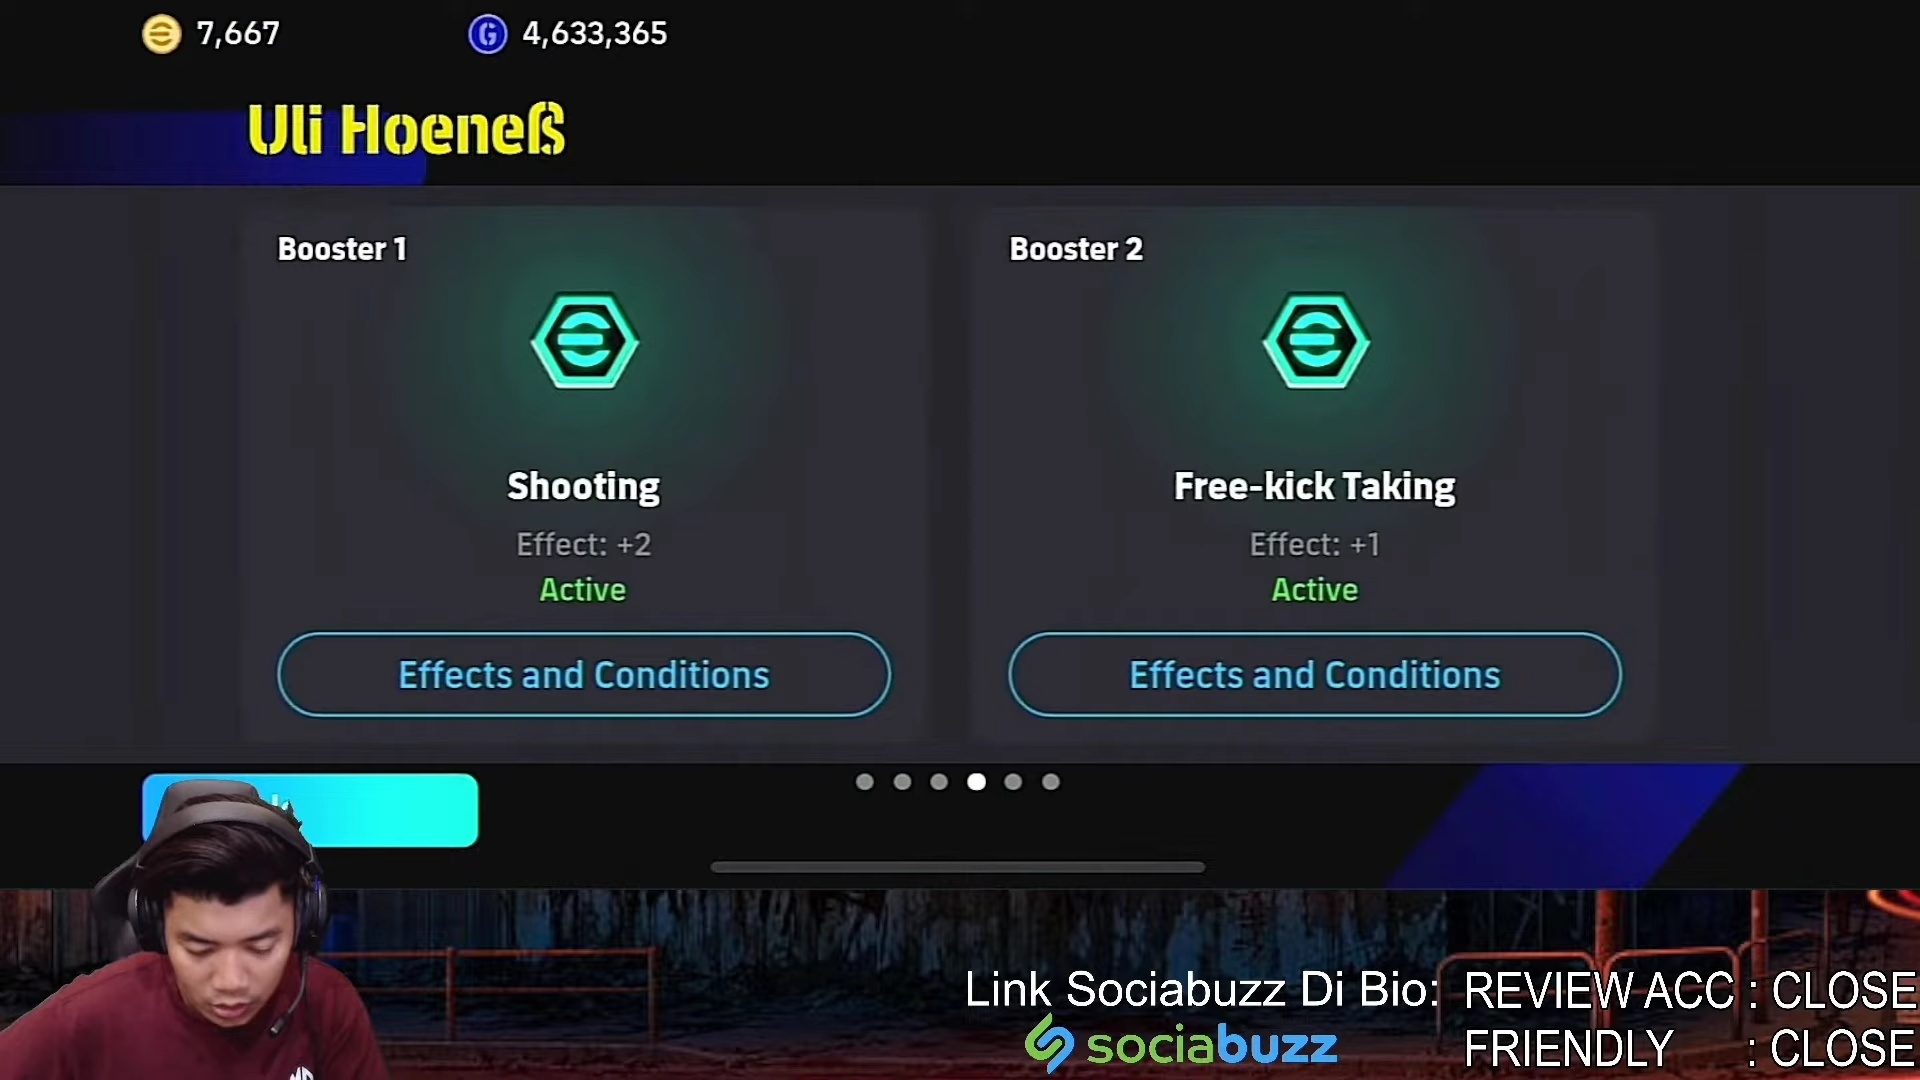 7,667
4,633,365
Uli Hoeneß
Booster 1
Booster 2
Shooting
Free-kick Taking
Effect: +2
Effect: +1
Active
Active
Effects and Conditions
Effects and Conditions
Link Sociabuzz Di Bio:
sociabuzz
REVIEW ACC : CLOSE
FRIENDLY : CLOSE